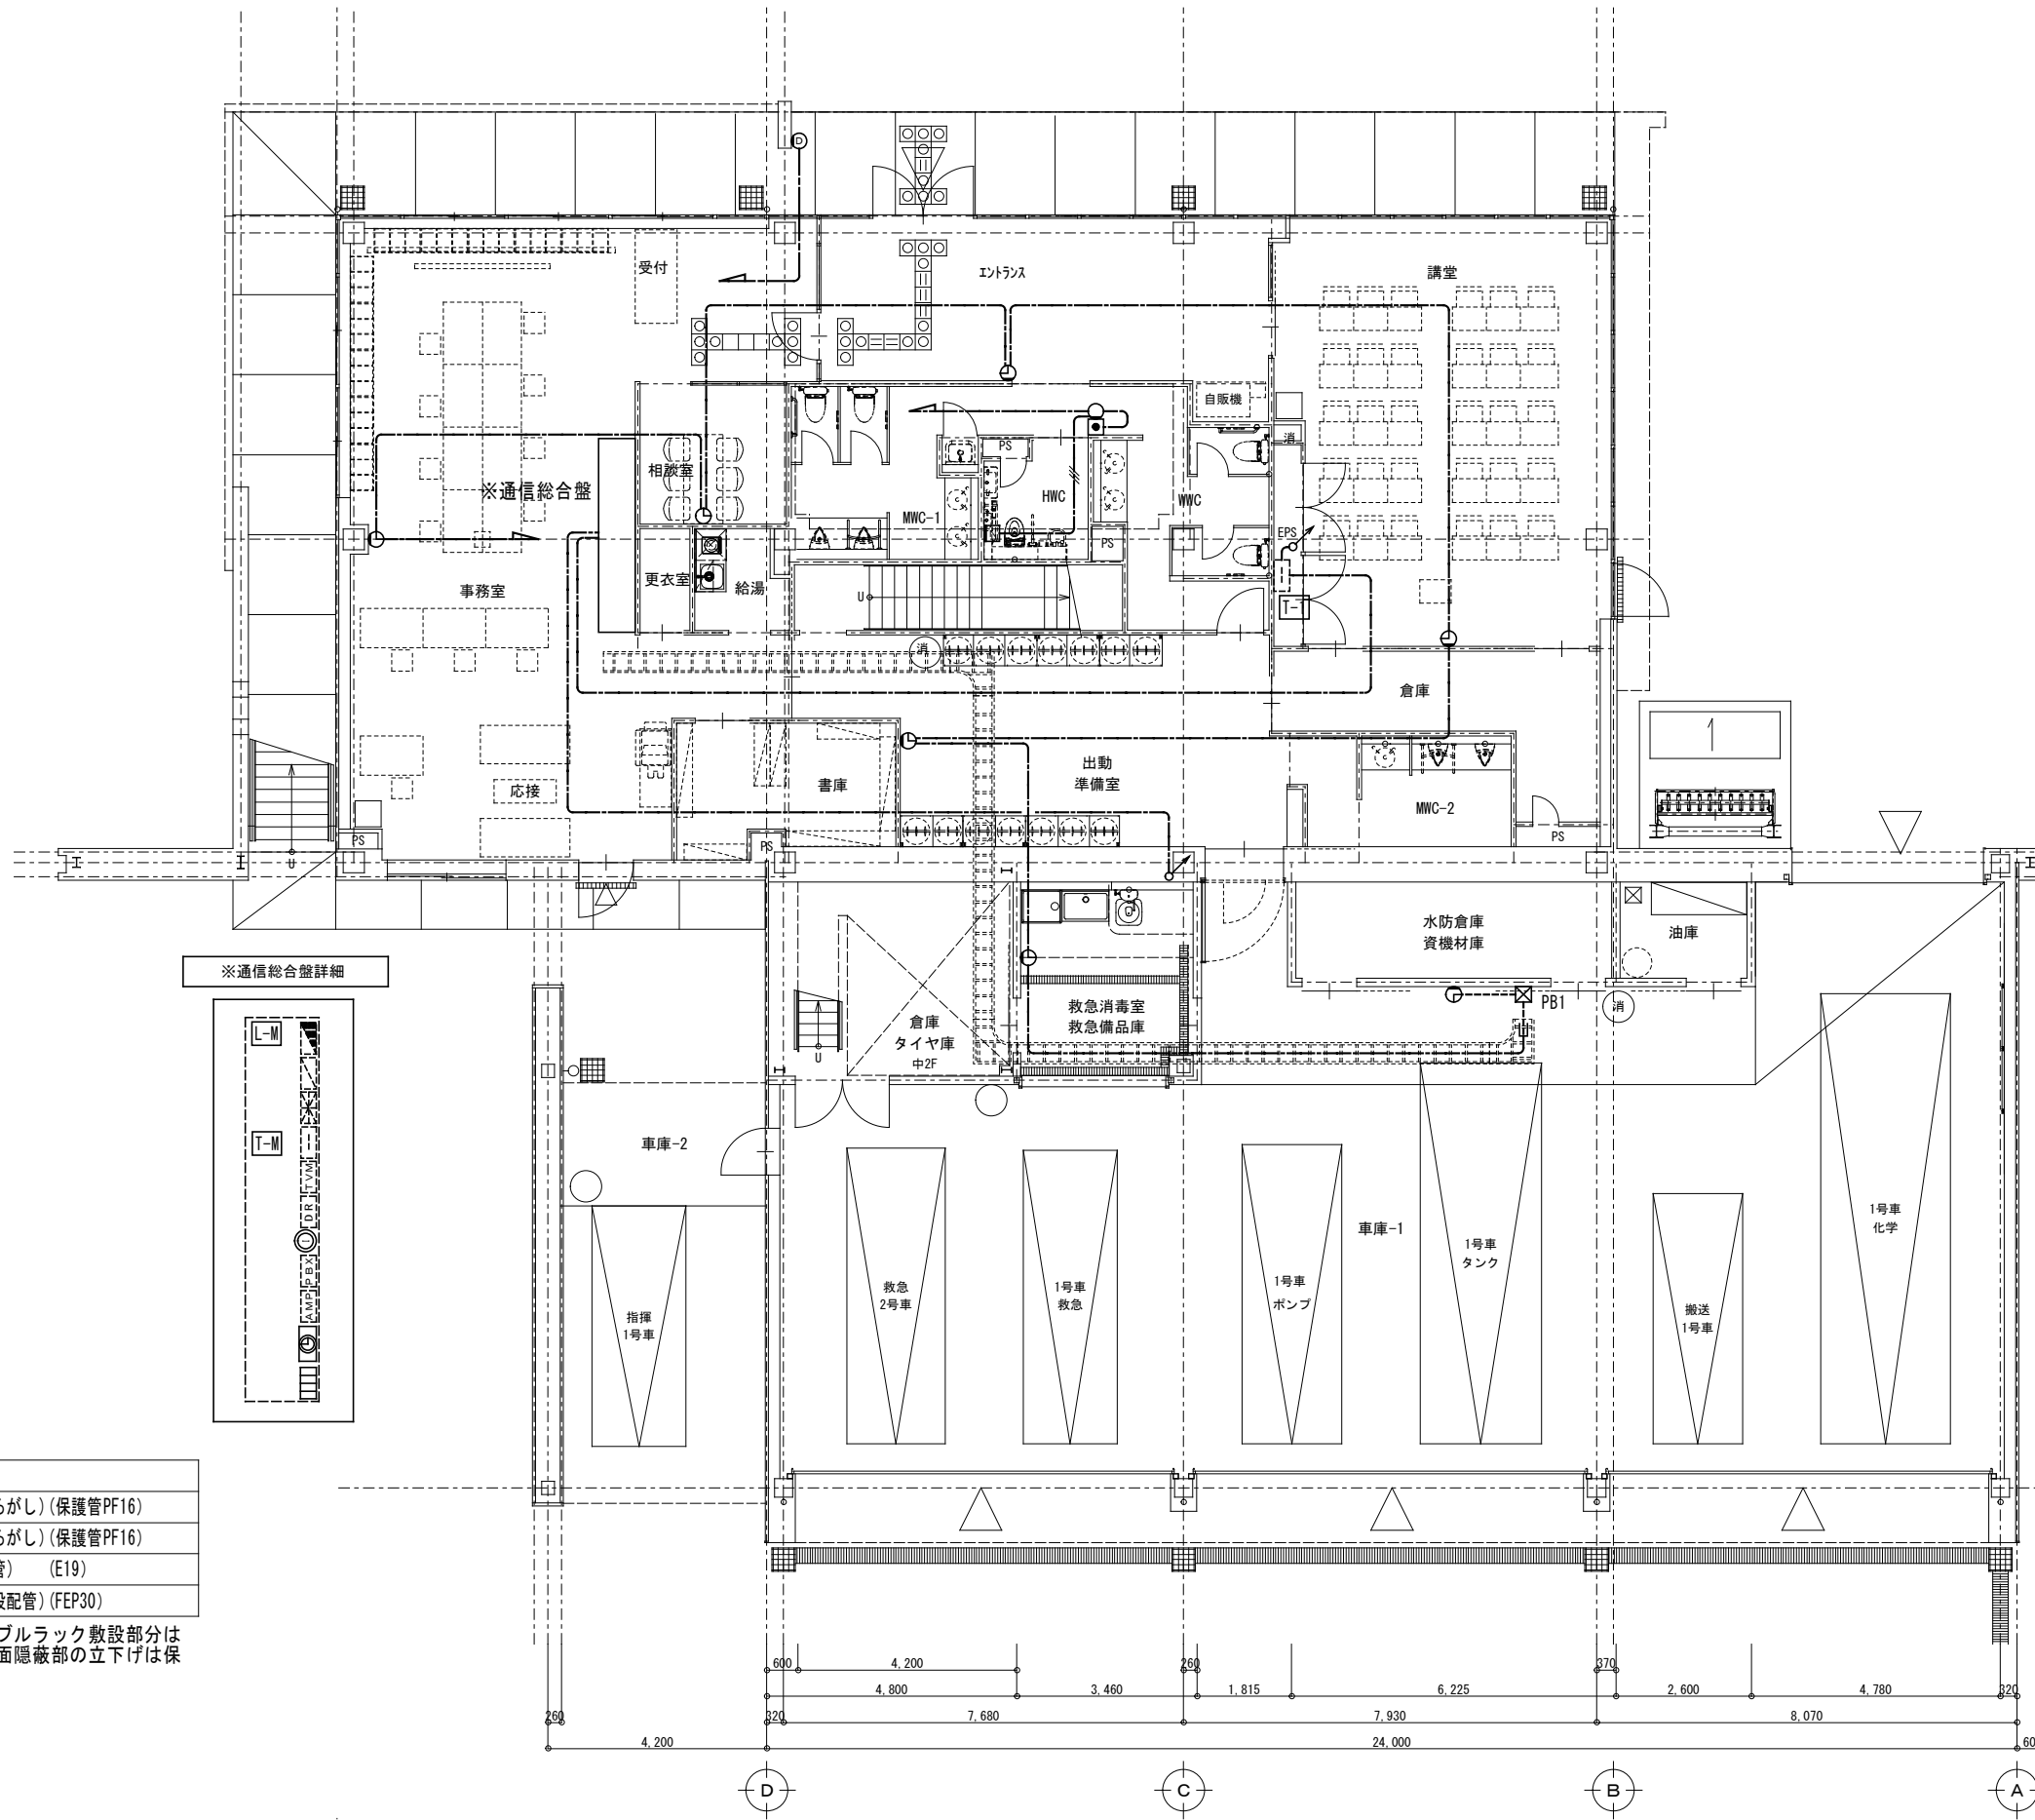 受付
エントランス
講堂
自販機
消
相談室
※通信総合盤
PS
MWC-1
HWC
WWC
PS
EPS
T-1
更衣室
給湯
事務室
U
消
倉庫
出動
準備室
書庫
応接
MWC-2
PS
PS
PS
U
1
水防倉庫
資機材庫
油庫
※通信総合盤詳細
救急消毒室
救急備品庫
PB1
消
倉庫
タイヤ庫
中2F
U
L-M
T-M
TVM
DR
PBX
AMP
車庫-2
車庫-1
1号車
化学
1号車
タンク
救急
2号車
1号車
救急
1号車
ポンプ
搬送
1号車
指揮
1号車
がし)(保護管PF16)
がし)(保護管PF16)
管) (E19)
配管)(FEP30)
ブルラック敷設部分は
面隠蔽部の立下げは保
600
4,200
260
370
4,800
3,460
1,815
6,225
2,600
4,780
320
260
320
7,680
7,930
8,070
4,200
24,000
60
D
C
B
A